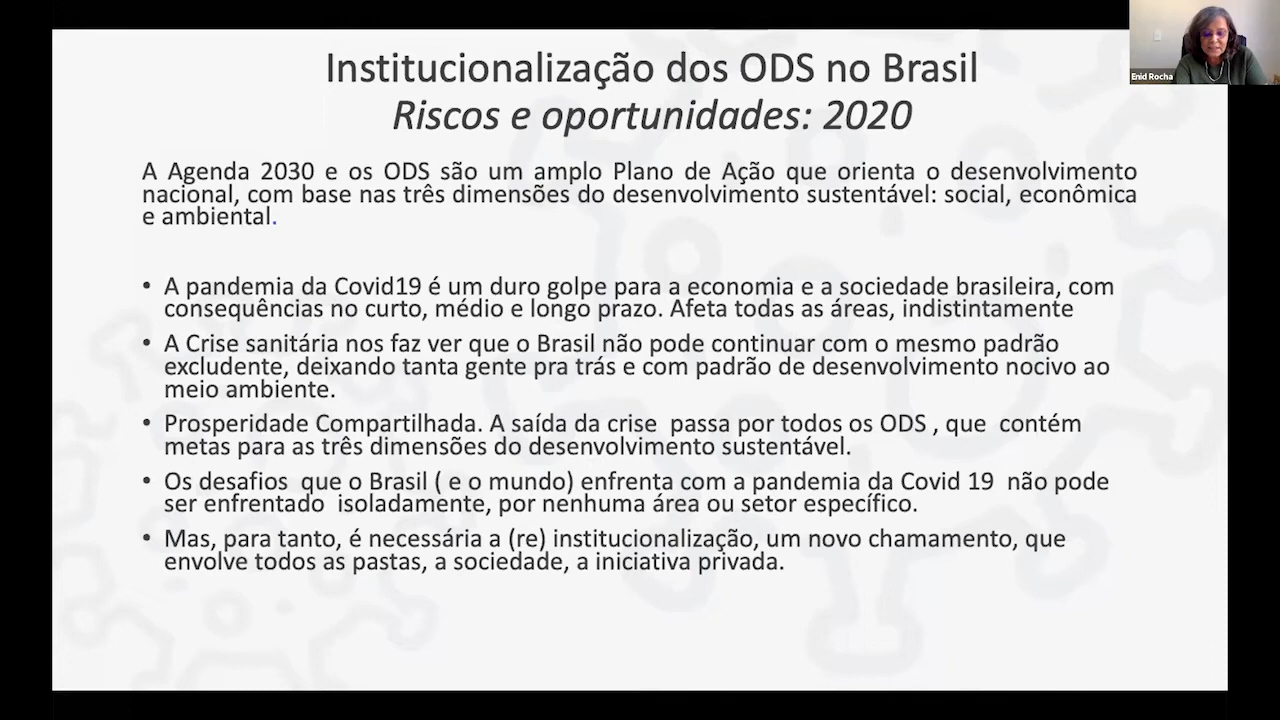 Institucionalização dos ODS no Brasil
Riscos e oportunidades: 2020
Enid Rocha
A Agenda 2030 e os ODS são um amplo Plano de Ação que orienta o desenvolvimento
nacional, com base nas três dimensões do desenvolvimento sustentável: social, econômica
e ambiental.
• A pandemia da Covid19 é um duro golpe para a economia e a sociedade brasileira, com
consequências no curto, médio e longo prazo. Afeta todas as áreas, indistintamente
• A Crise sanitária nos faz ver que o Brasil não pode continuar com o mesmo padrão
excludente, deixando tanta gente pra trás e com padrão de desenvolvimento nocivo ao
meio ambiente.
• Prosperidade Compartilhada. A saída da crise  passa por todos os ODS , que  contém
metas para as três dimensões do desenvolvimento sustentável.
• Os desafios  que o Brasil ( e o mundo) enfrenta com a pandemia da Covid 19  não pode
ser enfrentado  isoladamente, por nenhuma área ou setor específico.
• Mas, para tanto, é necessária a (re) institucionalização, um novo chamamento, que
envolve todos as pastas, a sociedade, a iniciativa privada.